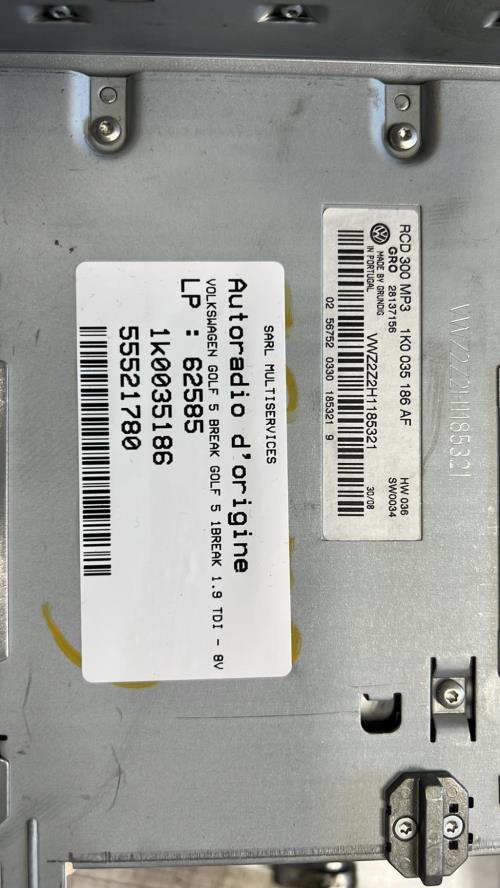 VWZ2Z2H1185321
RCD 300 MP3 1K0 035 186 AF HW 036
GRO 28137156 SW0034
MADE BY GRUNDIG
IN PORTUGAL
VWZ2Z2H1185321 30/08
02 56752 0330 185321 9
SARL MULTISERVICES
Autoradio d'origine
VOLKSWAGEN GOLF 5 BREAK GOLF 5 1BREAK 1.9 TDI - 8V
LP : 62585
1k0035186
55521780